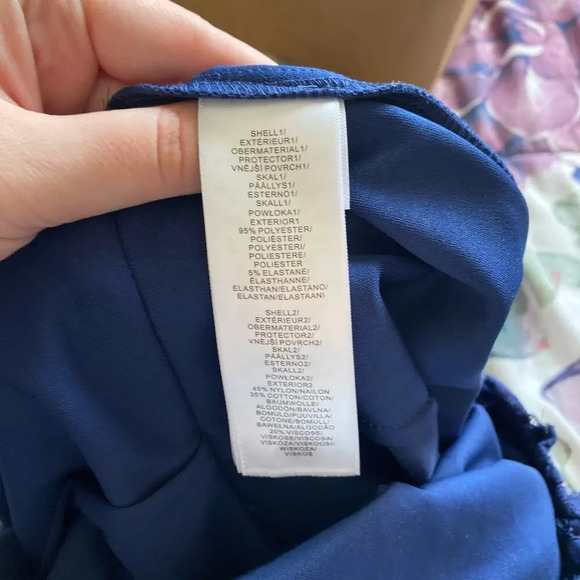 SHELL1/
EXTÉRIEUR1/
OBERMATERIAL1/
PROTECTOR1/
VNĚJŠÍ POVRCH1/
SKAL1/
PÄÄLLYS1/
ESTERNO1/
SKALL1/
POWŁOKA1/
EXTERIOR1
95% POLYESTER/
POLIÉSTER/
POLYESTERI/
POLIESTERE/
POLIESTER
5% ELASTANE/
ÉLASTHANNE/
ELASTHAN/ELASTANO/
ELASTAN/ELASTAANI
SHELL2/
EXTÉRIEUR2/
OBERMATERIAL2/
PROTECTOR2/
VNĚJŠÍ POVRCH2/
SKAL2/
PÄÄLLYS2/
ESTERNO2/
SKALL2/
POWŁOKA2/
EXTERIOR2
45% NYLON/NAILON
35% COTTON/COTON/
BAUMWOLLE/
ALGODÓN/BAVLNA/
BOMULD/PUUVILLA/
COTONE/BOMULL/
BAWEŁNA/ALGODÃO
20% VISCOSE/
VISKOSE/VISCOSA/
VISKÓZA/VISKOOSI/
WISKOZA/
VISKOS